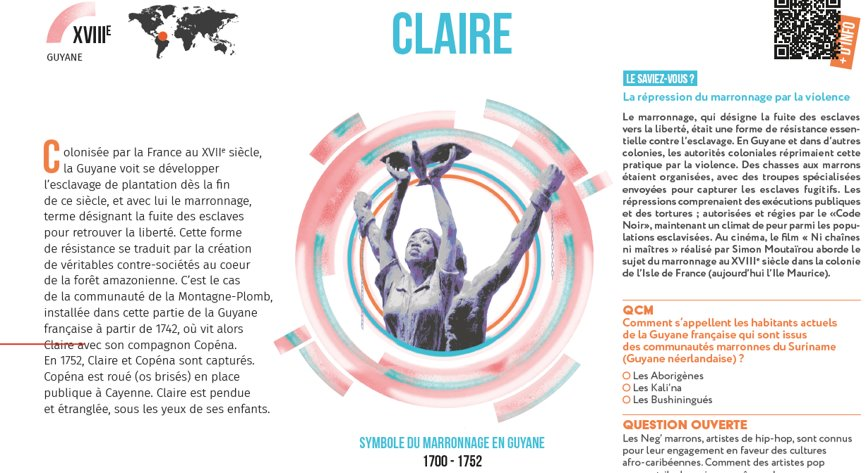 XVIIIE
GUYANE
CLAIRE
+ D'INFO
Colonisée par la France au XVIIe siècle,
la Guyane voit se développer
l'esclavage de plantation dès la fin
de ce siècle, et avec lui le marronnage,
terme désignant la fuite des esclaves
pour retrouver la liberté. Cette forme
de résistance se traduit par la création
de véritables contre-sociétés au coeur
de la forêt amazonienne. C'est le cas
de la communauté de la Montagne-Plomb,
installée dans cette partie de la Guyane
française à partir de 1742, où vit alors
Claire avec son compagnon Copéna.
En 1752, Claire et Copéna sont capturés.
Copéna est roué (os brisés) en place
publique à Cayenne. Claire est pendue
et étranglée, sous les yeux de ses enfants.
SYMBOLE DU MARRONNAGE EN GUYANE
1700 - 1752
LE SAVIEZ-VOUS ?
La répression du marronnage par la violence
Le marronnage, qui désigne la fuite des esclaves
vers la liberté, était une forme de résistance essen-
tielle contre l'esclavage. En Guyane et dans d'autres
colonies, les autorités coloniales réprimaient cette
pratique par la violence. Des chasses aux marrons
étaient organisées, avec des troupes spécialisées
envoyées pour capturer les esclaves fugitifs. Les
répressions comprenaient des exécutions publiques
et des tortures ; autorisées et régies par le «Code
Noir», maintenant un climat de peur parmi les popu-
lations esclavisées. Au cinéma, le film « Ni chaînes
ni maîtres » réalisé par Simon Moutaïrou aborde le
sujet du marronnage au XVIIIe siècle dans la colonie
de l'Isle de France (aujourd'hui l'Ile Maurice).
QCM
Comment s'appellent les habitants actuels
de la Guyane française qui sont issus
des communautés marronnes du Suriname
(Guyane néerlandaise) ?
Les Aborigènes
Les Kali'na
Les Bushiningués
QUESTION OUVERTE
Les Neg' marrons, artistes de hip-hop, sont connus
pour leur engagement en faveur des cultures
afro-caribéennes. Comment des artistes pop